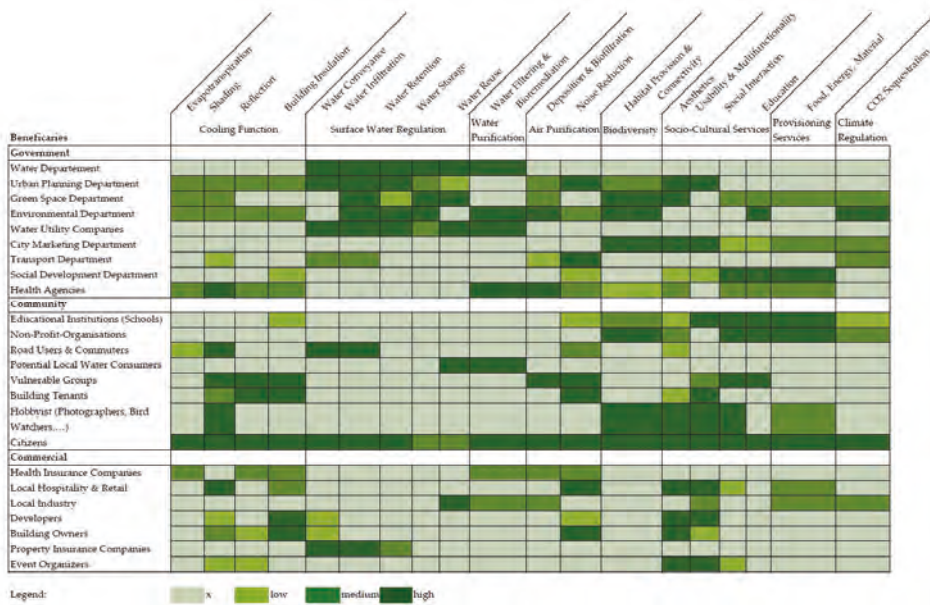 Evapotranspiration
Shading
Reflection
Building Insulation
Water Conveyance
Water Infiltration
Water Retention
Water Storage
Water Reuse
Water Filtering &
Bioremediation
Deposition & Biofiltration
Noise Reduction
Habitat Provision &
Connectivity
Aesthetics
Usability & Multifunctionality
Social Interaction
Education
Food, Energy, Material
CO2 Sequestration
Beneficaries
Cooling Function
Surface Water Regulation
Water
Purification
Air Purification
Biodiversity
Socio-Cultural Services
Provisioning
Services
Climate
Regulation
Government
Water Departement
Urban Planning Department
Green Space Department
Environmental Department
Water Utility Companies
City Marketing Department
Transport Department
Social Development Department
Health Agencies
Community
Educational Institutions (Schools)
Non-Profit-Organisations
Road Users & Commuters
Potential Local Water Consumers
Vulnerable Groups
Building Tenants
Hobbyist (Photographers, Bird
Watchers,...)
Citizens
Commercial
Health Insurance Companies
Local Hospitality & Retail
Local Industry
Developers
Building Owners
Property Insurance Companies
Event Organizers
Legend:
x
low
medium
high